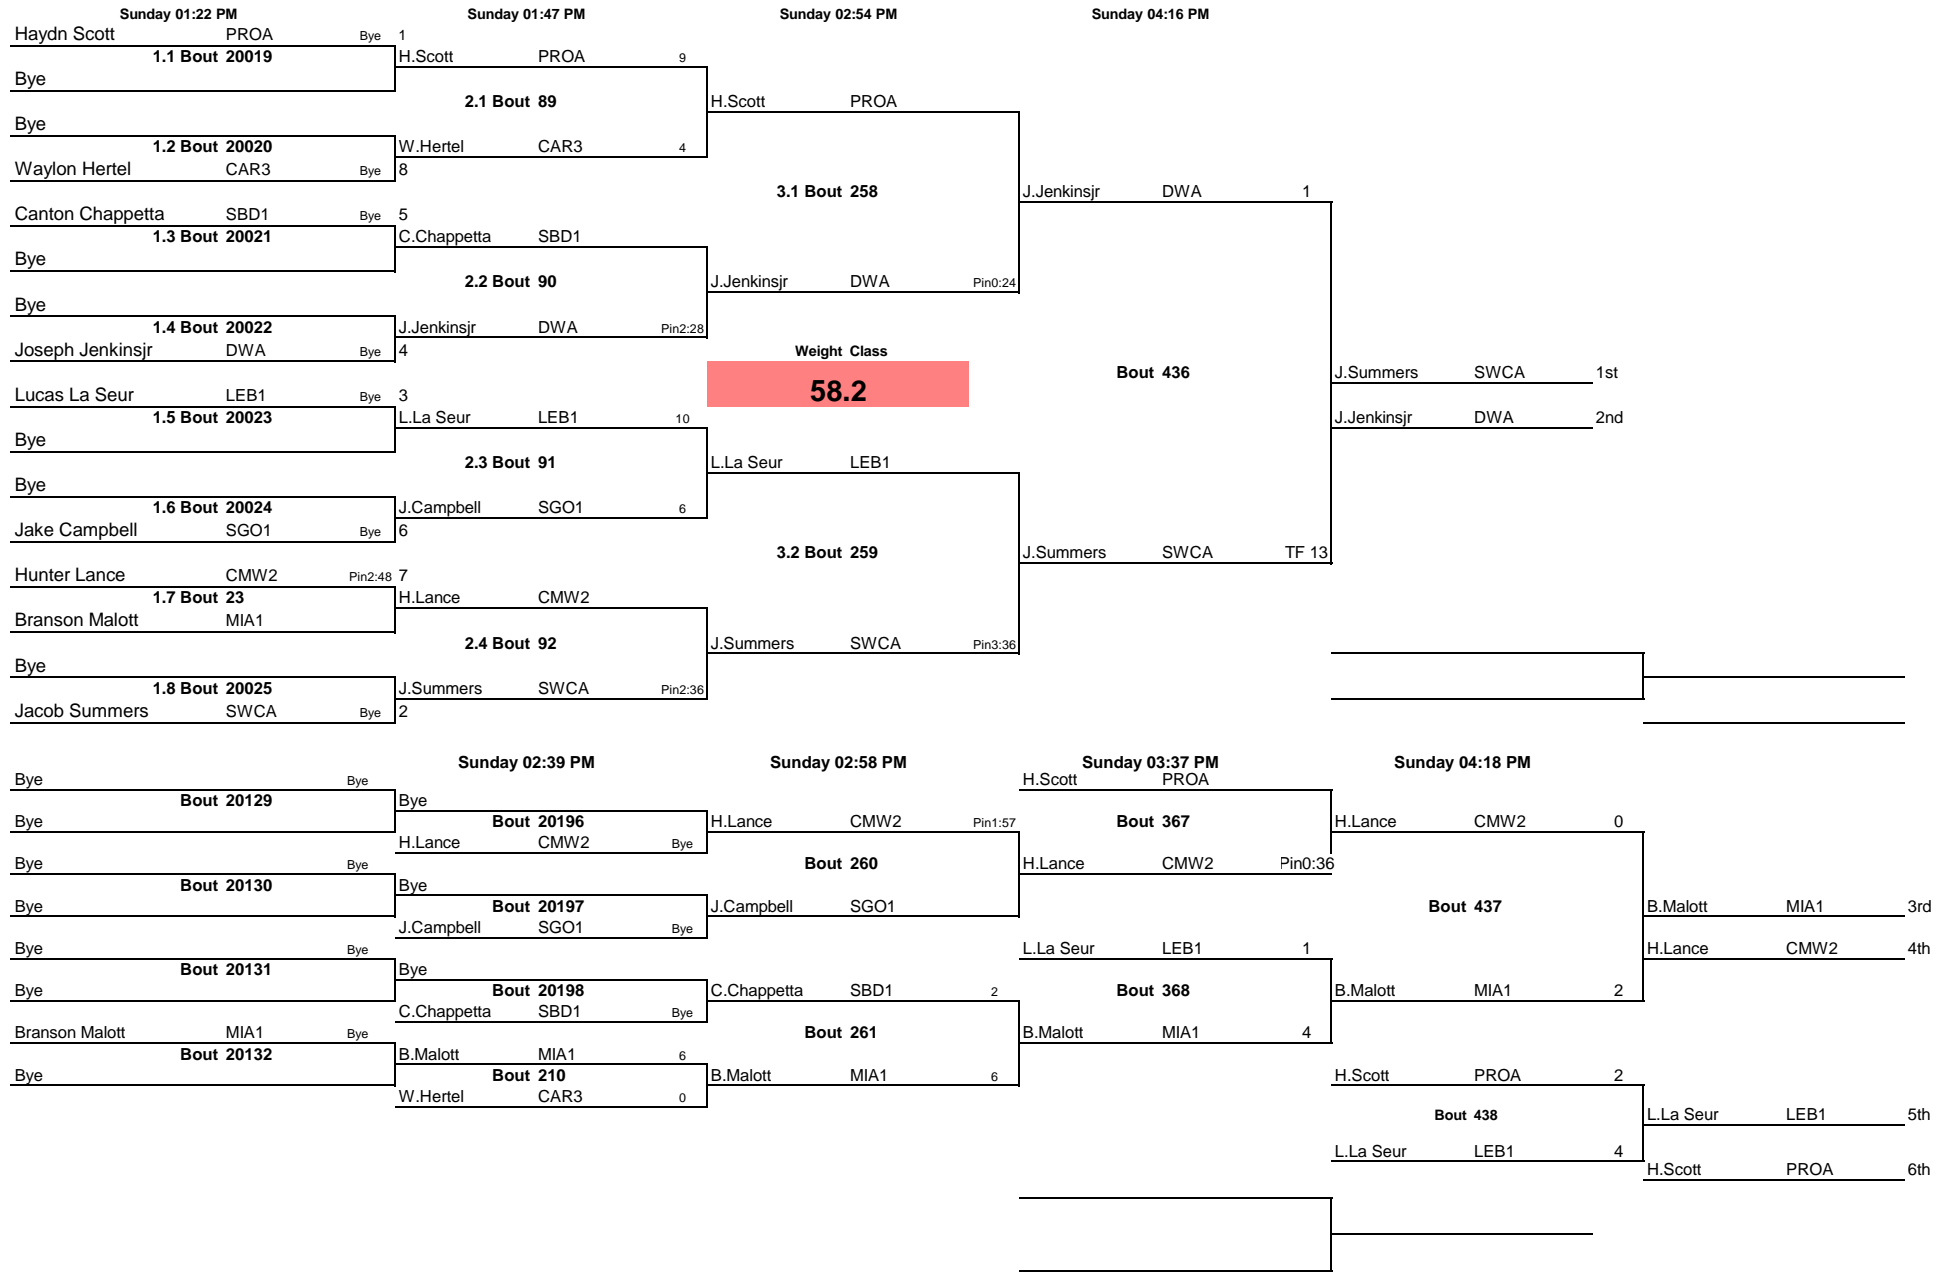 Sunday 01:22 PM Sunday 01:47 PM Sunday 02:54 PM Sunday 04:16 PM
Haydn Scott PROA Bye 1
1.1 Bout 20019 H.Scott PROA 9
Bye
2.1 Bout 89 H.Scott PROA
Bye
1.2 Bout 20020 W.Hertel CAR3 4
Waylon Hertel CAR3 Bye 8
3.1 Bout 258 J.Jenkinsjr DWA 1
Canton Chappetta SBD1 Bye 5
1.3 Bout 20021 C.Chappetta SBD1
Bye
2.2 Bout 90 J.Jenkinsjr DWA Pin0:24
Bye
1.4 Bout 20022 J.Jenkinsjr DWA Pin2:28
Joseph Jenkinsjr DWA Bye 4 Weight Class
Bout 436 J.Summers SWCA 1st
Lucas La Seur LEB1 Bye 3 58.2
1.5 Bout 20023 L.La Seur LEB1 10 J.Jenkinsjr DWA 2nd
Bye
2.3 Bout 91 L.La Seur LEB1
Bye
1.6 Bout 20024 J.Campbell SGO1 6
Jake Campbell SGO1 Bye 6
3.2 Bout 259 J.Summers SWCA TF 13
Hunter Lance CMW2 Pin2:48 7
1.7 Bout 23 H.Lance CMW2
Branson Malott MIA1
2.4 Bout 92 J.Summers SWCA Pin3:36
Bye
1.8 Bout 20025 J.Summers SWCA Pin2:36
Jacob Summers SWCA Bye 2
Sunday 02:39 PM Sunday 02:58 PM Sunday 03:37 PM Sunday 04:18 PM
Bye Bye H.Scott PROA
Bout 20129 Bye
Bye Bout 20196 H.Lance CMW2 Pin1:57 Bout 367 H.Lance CMW2 0
H.Lance CMW2 Bye
Bye Bye Bout 260 H.Lance CMW2 Pin0:36
Bout 20130 Bye
Bye Bout 20197 J.Campbell SGO1 Bout 437 B.Malott MIA1 3rd
J.Campbell SGO1 Bye
Bye Bye L.La Seur LEB1 1 H.Lance CMW2 4th
Bout 20131 Bye
Bye Bout 20198 C.Chappetta SBD1 2 Bout 368 B.Malott MIA1 2
C.Chappetta SBD1 Bye
Branson Malott MIA1 Bye Bout 261 B.Malott MIA1 4
Bout 20132 B.Malott MIA1 6
Bye Bout 210 B.Malott MIA1 6 H.Scott PROA 2
W.Hertel CAR3 0
Bout 438 L.La Seur LEB1 5th
L.La Seur LEB1 4
H.Scott PROA 6th